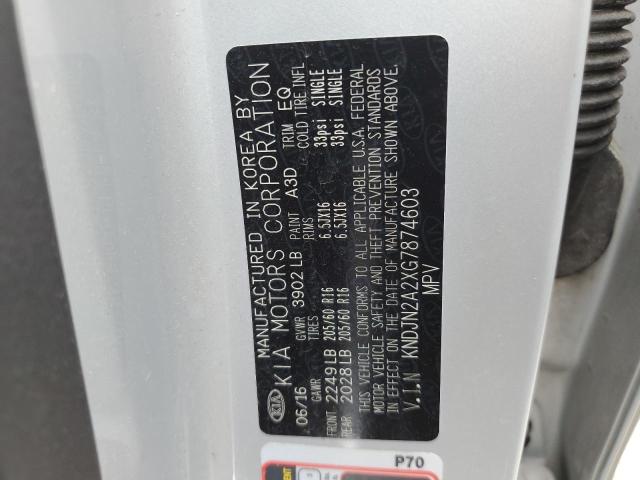 MANUFACTURED IN KOREA BY
KIA KIA MOTORS CORPORATION
06/16 GVWR 3902 LB PAINT A3D TRIM EQ
GAWR TIRES RIMS COLD TIRE INFL
FRONT 2249 LB 205/60 R16 6.5JX16 33psi SINGLE
REAR 2028 LB 205/60 R16 6.5JX16 33psi SINGLE
THIS VEHICLE CONFORMS TO ALL APPLICABLE U.S.A. FEDERAL
MOTOR VEHICLE SAFETY AND THEFT PREVENTION STANDARDS
IN EFFECT ON THE DATE OF MANUFACTURE SHOWN ABOVE.
V.I.N KNDJN2A2XG7874603
MPV
P70